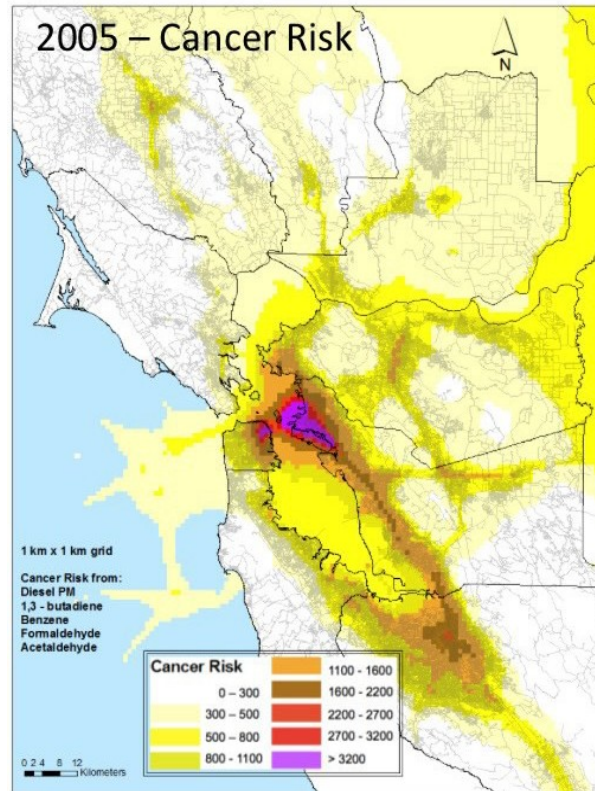 2005 – Cancer Risk
N
1 km x 1 km grid
Cancer Risk from:
Diesel PM
1,3 - butadiene
Benzene
Formaldehyde
Acetaldehyde
Cancer Risk
0 – 300
300 – 500
500 – 800
800 - 1100
1100 - 1600
1600 - 2200
2200 - 2700
2700 - 3200
> 3200
0 2 4 8 12
Kilometers